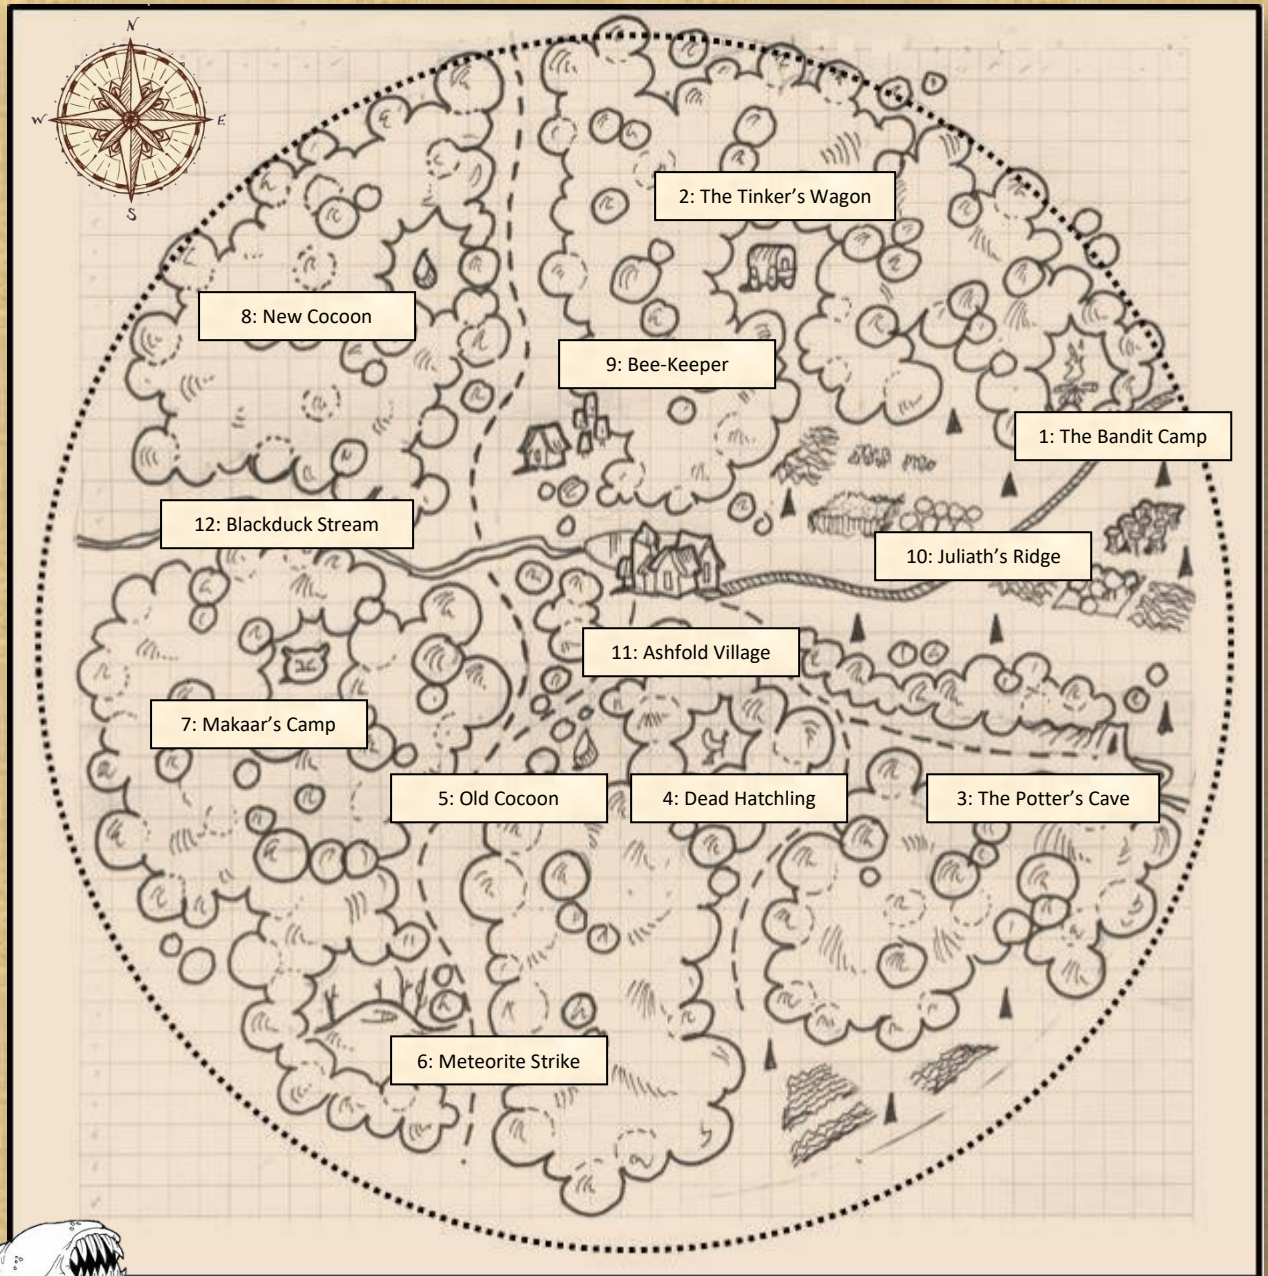 N
W E
S
2: The Tinker’s Wagon
8: New Cocoon
9: Bee-Keeper
1: The Bandit Camp
12: Blackduck Stream
10: Juliath’s Ridge
11: Ashfold Village
7: Makaar’s Camp
5: Old Cocoon
4: Dead Hatchling
3: The Potter’s Cave
6: Meteorite Strike